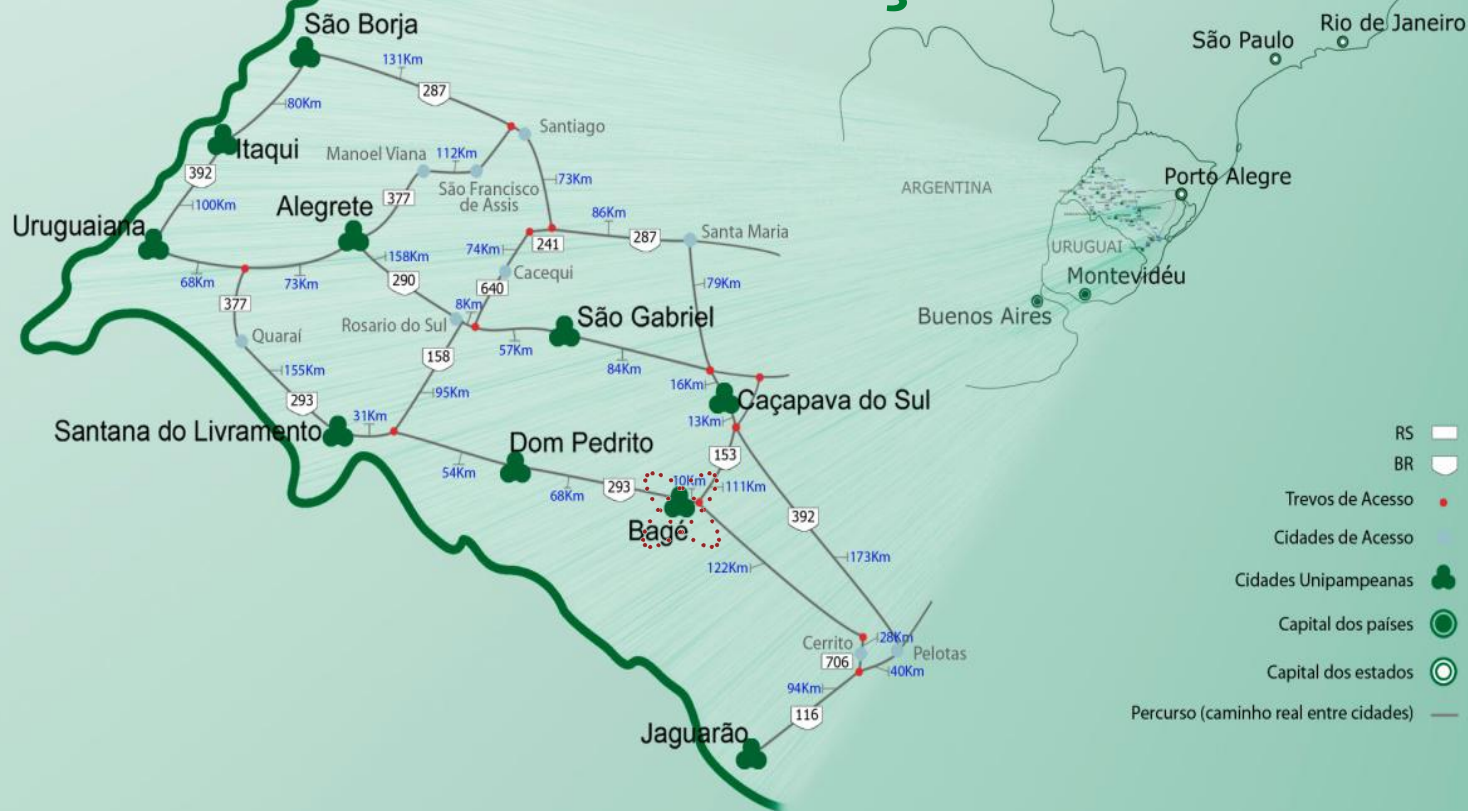 São Borja
131Km
287
80Km
Santiago
Itaqui
Manoel Viana
112Km
392
São Francisco
de Assis
73Km
377
100Km
Alegrete
Uruguaiana
86Km
241
287
Santa Maria
74Km
158Km
68Km
73Km
290
Cacequi
640
79Km
377
8Km
Quaraí
Rosario do Sul
São Gabriel
57Km
158
84Km
155Km
16Km
95Km
293
Caçapava do Sul
31Km
13Km
Santana do Livramento
Dom Pedrito
153
54Km
68Km
293
10Km
111Km
Bagé
392
122Km
173Km
Cerrito
28Km
706
Pelotas
40Km
94Km
116
Jaguarão
Rio de Janeiro
São Paulo
ARGENTINA
Porto Alegre
URUGUAI
Montevidéu
Buenos Aires
RS
BR
Trevos de Acesso
Cidades de Acesso
Cidades Unipampeanas
Capital dos países
Capital dos estados
Percurso (caminho real entre cidades)